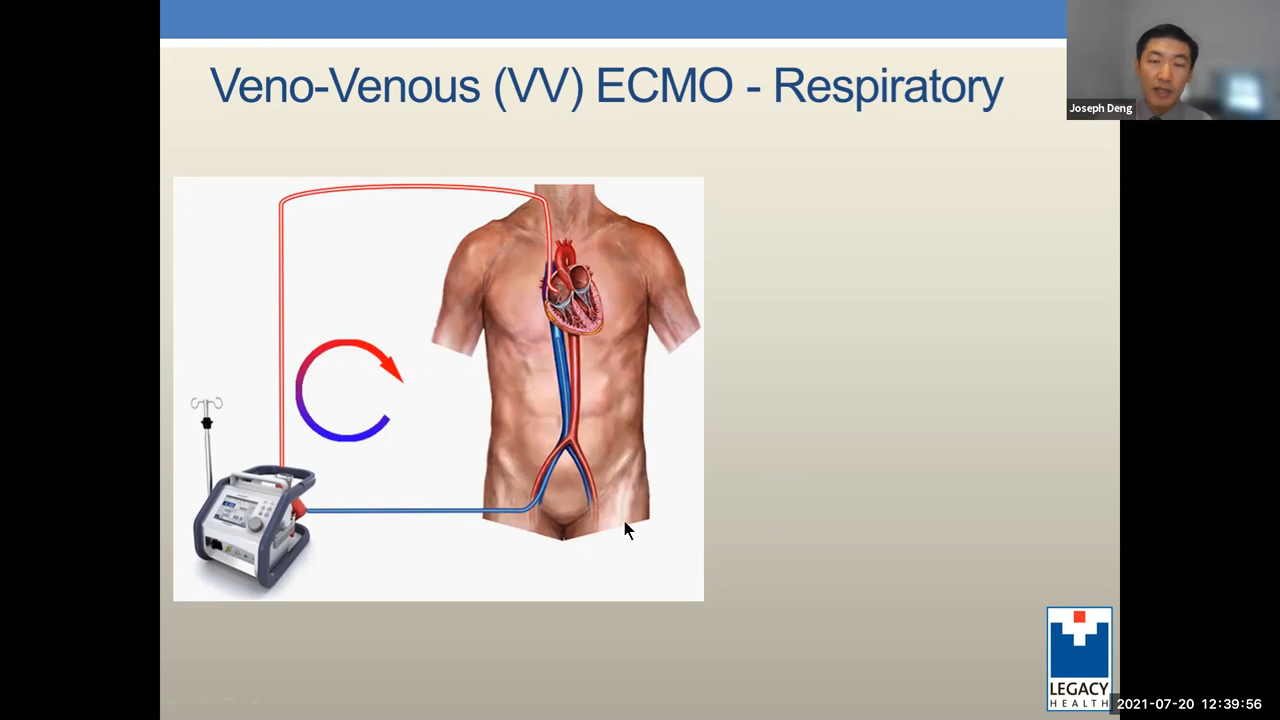 Veno-Venous (VV) ECMO - Respiratory
Joseph Deng
LEGACY
HEALTH
2021-07-20 12:39:56